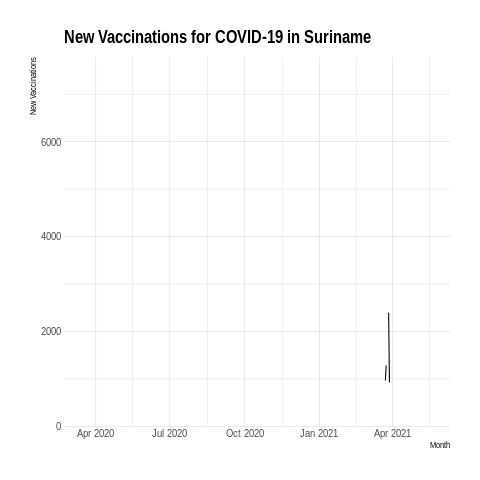 New Vaccinations for COVID-19 in Suriname
New Vaccinations
6000
4000
2000
0
Apr 2020 Jul 2020 Oct 2020 Jan 2021 Apr 2021
Month